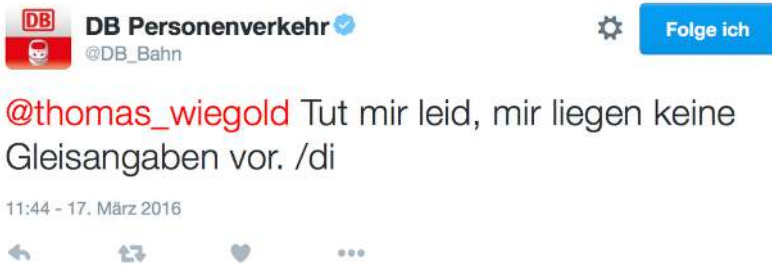 DB
DB Personenverkehr
@DB_Bahn
Folge ich
@thomas_wiegold Tut mir leid, mir liegen keine
Gleisangaben vor. /di
11:44 - 17. März 2016